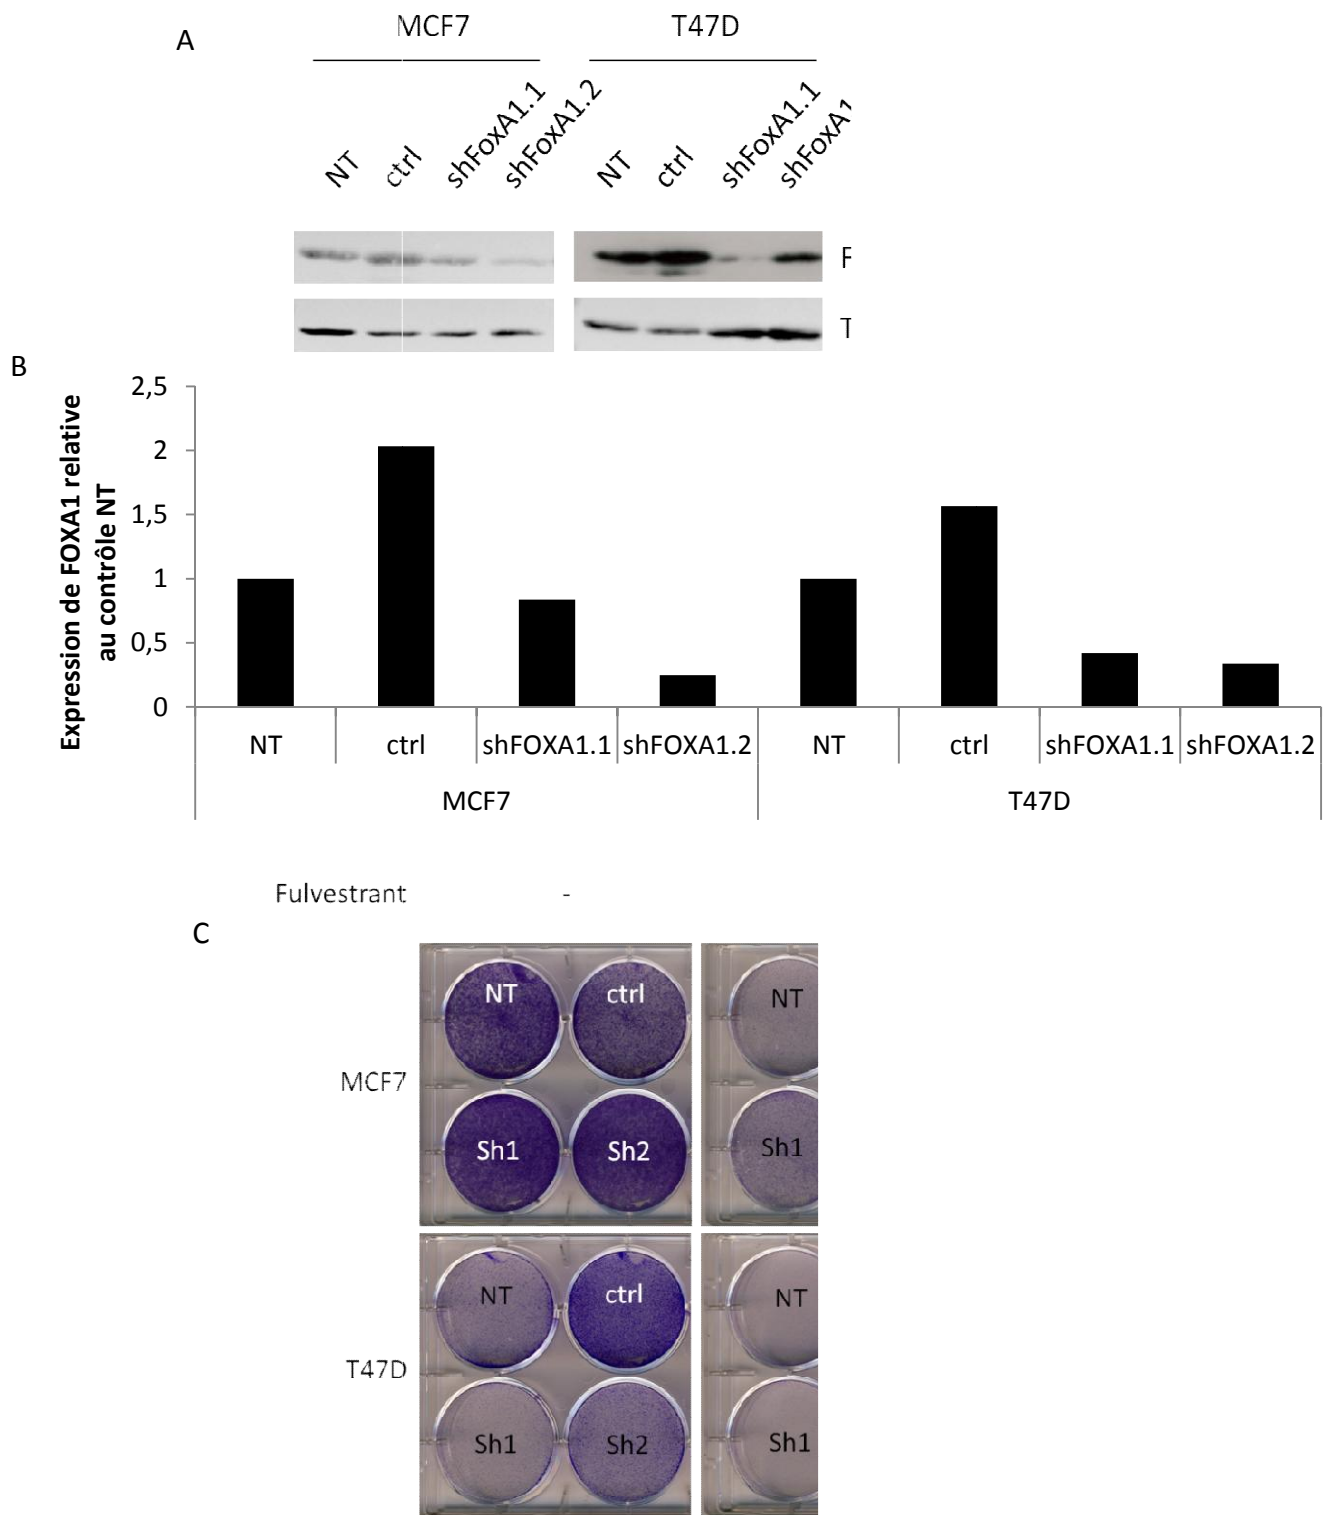 A
MCF7 T47D
NT ctrl shFoxA1.1 shFoxA1.2 NT ctrl shFoxA1.1 shFoxA1
F
T
B
Expression de FOXA1 relative
au contrôle NT
2,5
2
1,5
1
0,5
0
NT ctrl shFOXA1.1 shFOXA1.2 NT ctrl shFOXA1.1 shFOXA1.2
MCF7 T47D
Fulvestrant -
C
NT ctrl NT
MCF7
Sh1 Sh2 Sh1
NT ctrl NT
T47D
Sh1 Sh2 Sh1